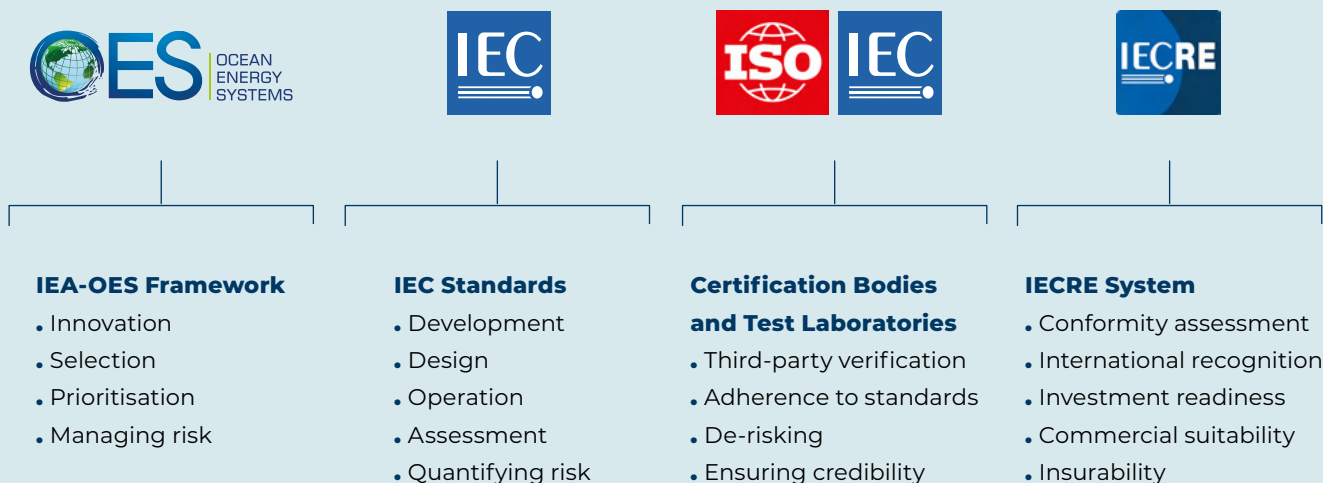 OES
OCEAN
ENERGY
SYSTEMS
IEC
ISO
IEC
IECRE
IEA-OES Framework
• Innovation
• Selection
• Prioritisation
• Managing risk
IEC Standards
• Development
• Design
• Operation
• Assessment
• Quantifying risk
Certification Bodies
and Test Laboratories
• Third-party verification
• Adherence to standards
• De-risking
• Ensuring credibility
IECRE System
• Conformity assessment
• International recognition
• Investment readiness
• Commercial suitability
• Insurability